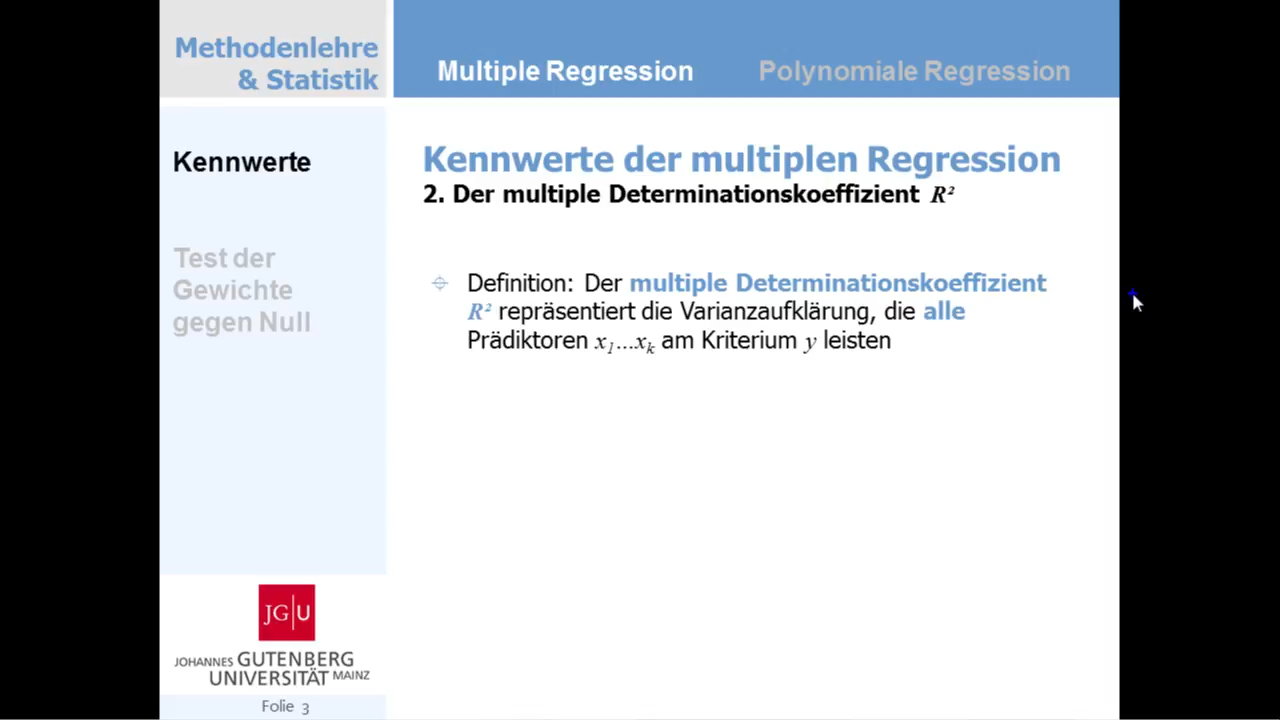 Methodenlehre
& Statistik
Multiple Regression
Polynomiale Regression
Kennwerte
Test der
Gewichte
gegen Null
Kennwerte der multiplen Regression
2. Der multiple Determinationskoeffizient R²
Definition: Der multiple Determinationskoeffizient
R² repräsentiert die Varianzaufklärung, die alle
Prädiktoren x₁...xₖ am Kriterium y leisten
JG|U
JOHANNES GUTENBERG
UNIVERSITÄT MAINZ
Folie 3